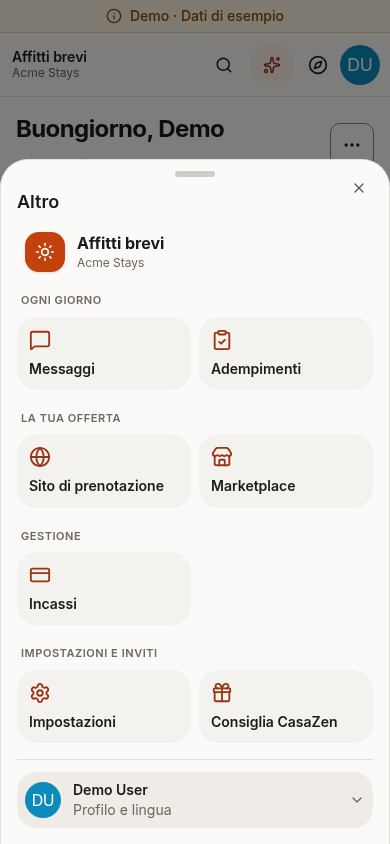 Demo · Dati di esempio
Affitti brevi
Acme Stays
DU
Buongiorno, Demo
Altro
Affitti brevi
Acme Stays
OGNI GIORNO
Messaggi
Adempimenti
LA TUA OFFERTA
Sito di prenotazione
Marketplace
GESTIONE
Incassi
IMPOSTAZIONI E INVITI
Impostazioni
Consiglia CasaZen
DU
Demo User
Profilo e lingua